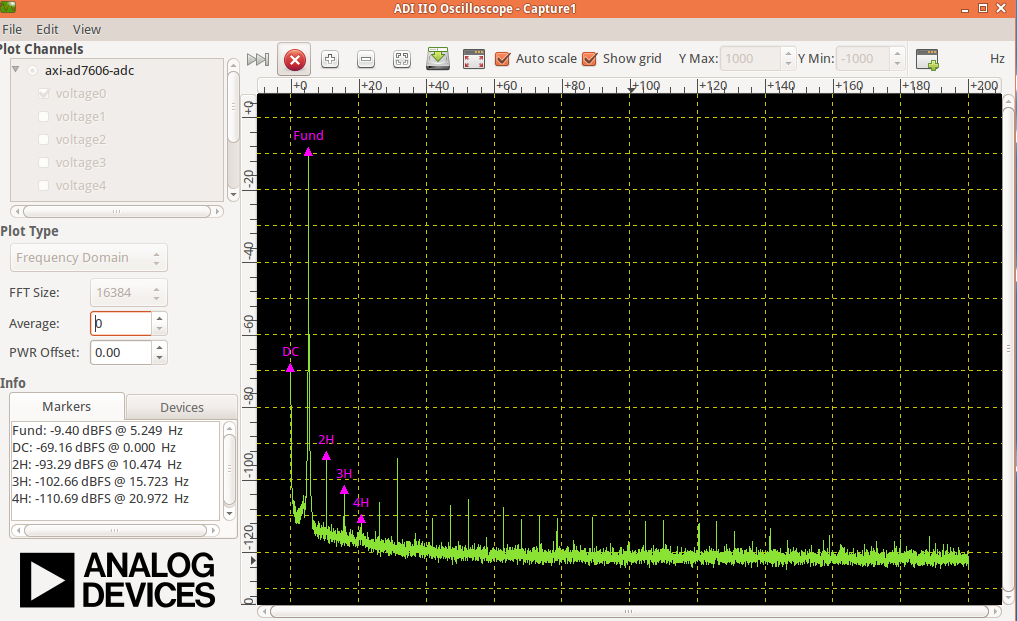 ADI IIO Oscilloscope - Capture1
File Edit View
Plot Channels
axi-ad7606-adc
voltage0
voltage1
voltage2
voltage3
voltage4
Auto scale Show grid Y Max: 1000 Y Min: -1000 Hz
+0 +20 +40 +60 +80 +100 +120 +140 +160 +180 +200
+0
-20
-40
-60
-80
-100
-120
Fund
DC
2H
3H
4H
Plot Type
Frequency Domain
FFT Size: 16384
Average: 0
PWR Offset: 0.00
Info
Markers Devices
Fund: -9.40 dBFS @ 5.249 Hz
DC: -69.16 dBFS @ 0.000 Hz
2H: -93.29 dBFS @ 10.474 Hz
3H: -102.66 dBFS @ 15.723 Hz
4H: -110.69 dBFS @ 20.972 Hz
ANALOG
DEVICES